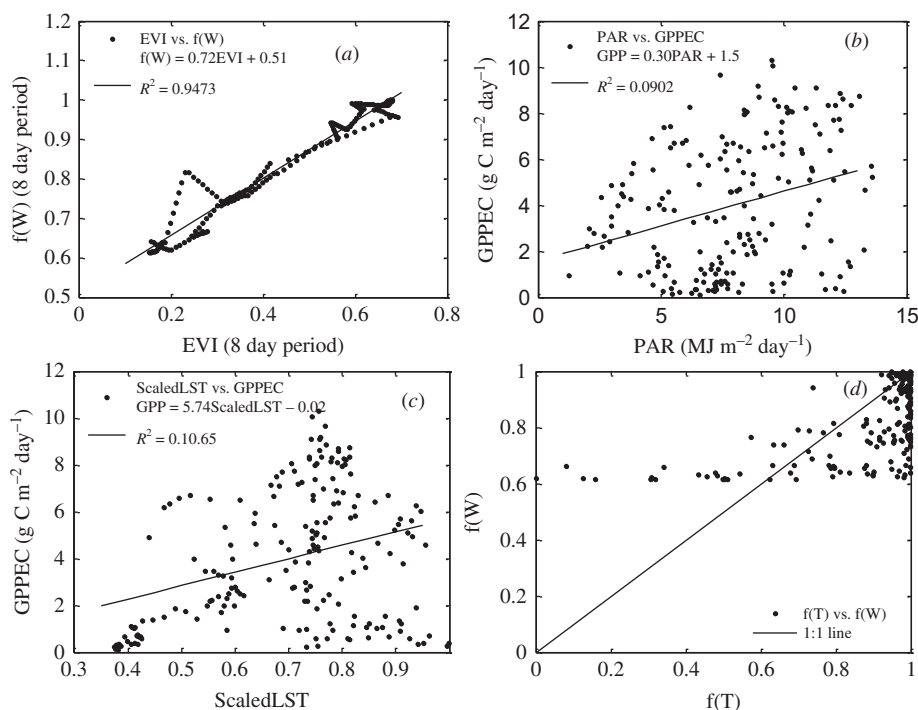 1.2
1.1
1
0.9
0.8
0.7
0.6
0.5
0
0.2
0.4
0.6
0.8
f(W) (8 day period)
EVI (8 day period)
EVI vs. f(W)
f(W) = 0.72EVI + 0.51
R² = 0.9473
(a)
12
10
8
6
4
2
0
0
5
10
15
GPPEC (g C m⁻² day⁻¹)
PAR (MJ m⁻² day⁻¹)
PAR vs. GPPEC
GPP = 0.30PAR + 1.5
R² = 0.0902
(b)
12
10
8
6
4
2
0
0.3
0.4
0.5
0.6
0.7
0.8
0.9
GPPEC (g C m⁻² day⁻¹)
ScaledLST
ScaledLST vs. GPPEC
GPP = 5.74ScaledLST – 0.02
R² = 0.10.65
(c)
1
0.8
0.6
0.4
0.2
0
0
0.2
0.4
0.6
0.8
1
f(W)
f(T)
(d)
f(T) vs. f(W)
1:1 line